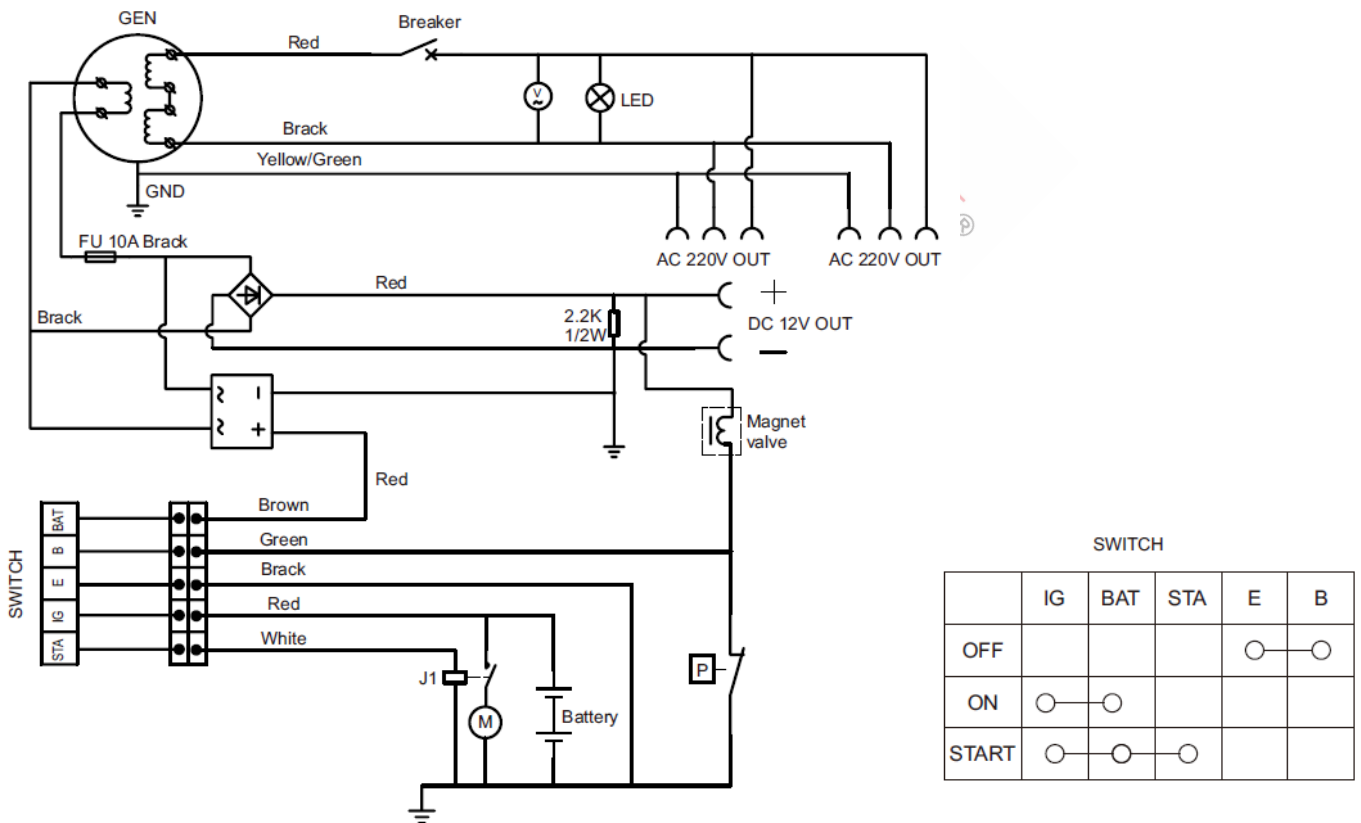 GEN
Breaker
Red
V
~
LED
Brack
Yellow/Green
GND
FU 10A Brack
AC 220V OUT
AC 220V OUT
Red
+
Brack
2.2K
1/2W
DC 12V OUT
—
~ −
~ +
Magnet
valve
Red
SWITCH
BAT
B
E
IG
STA
Brown
Green
Brack
Red
White
J1
M
Battery
P
SWITCH
IG BAT STA E B
OFF
ON
START